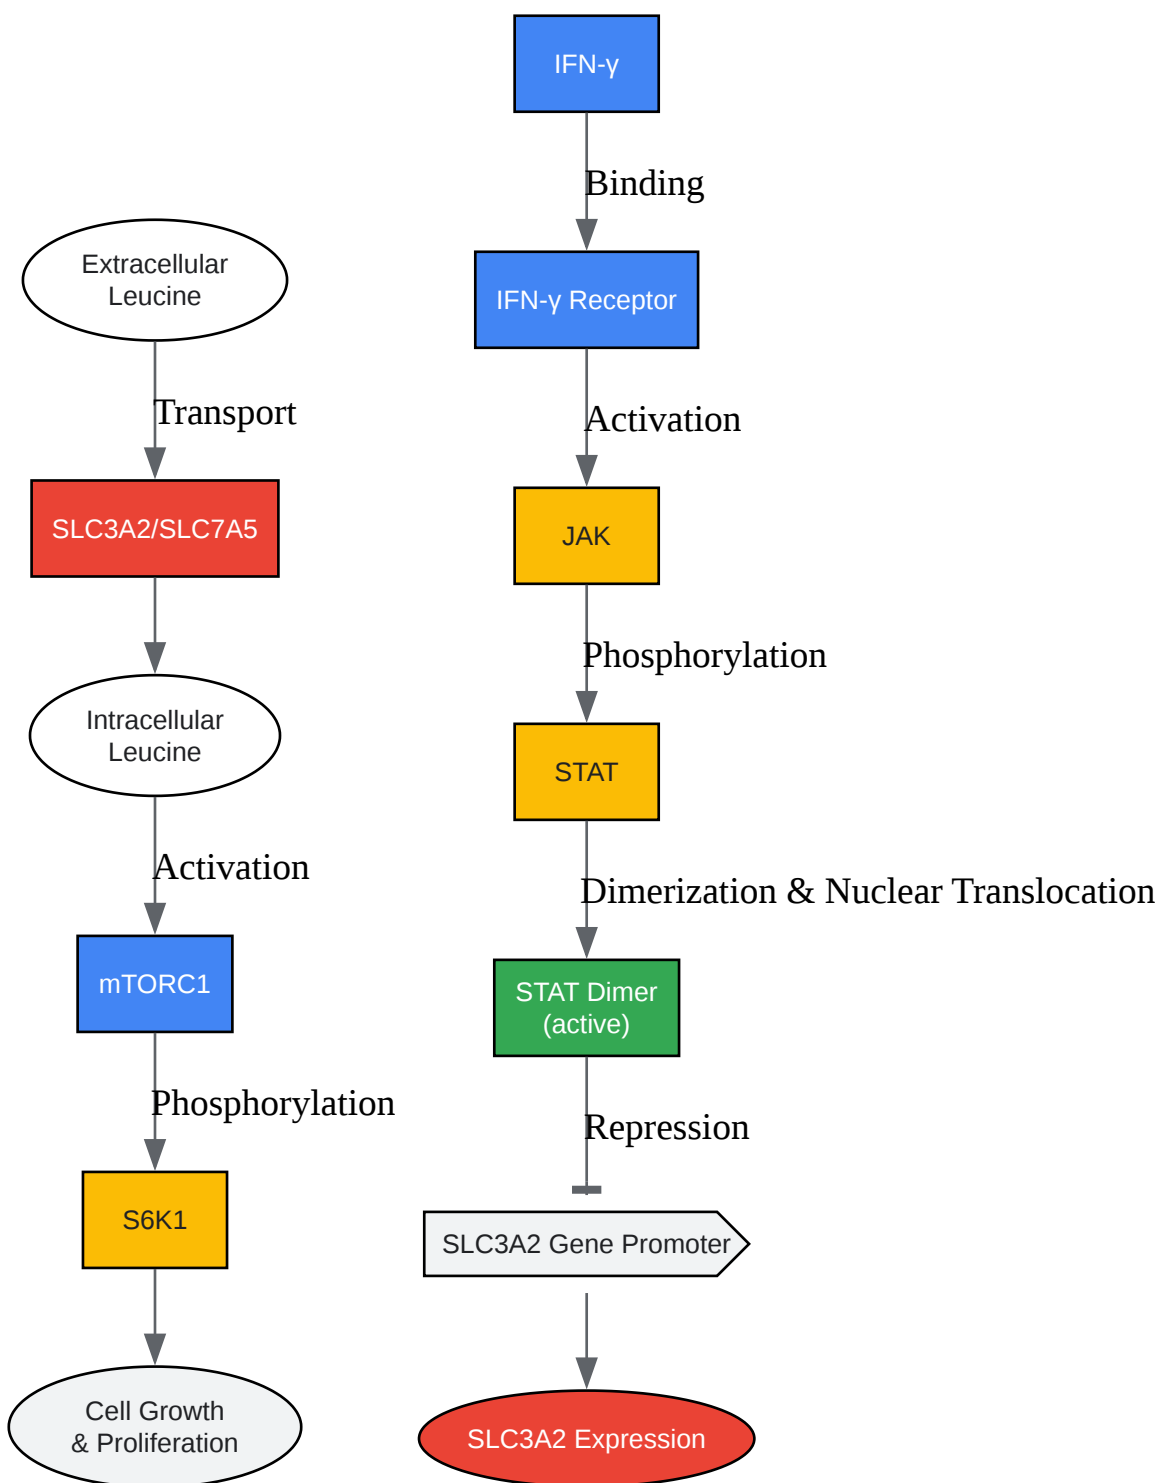 Extracellular
Leucine
Transport
SLC3A2/SLC7A5
Intracellular
Leucine
Activation
mTORC1
Phosphorylation
S6K1
Cell Growth
& Proliferation
IFN-γ
Binding
IFN-γ Receptor
Activation
JAK
Phosphorylation
STAT
Dimerization & Nuclear Translocation
STAT Dimer
(active)
Repression
SLC3A2 Gene Promoter
SLC3A2 Expression